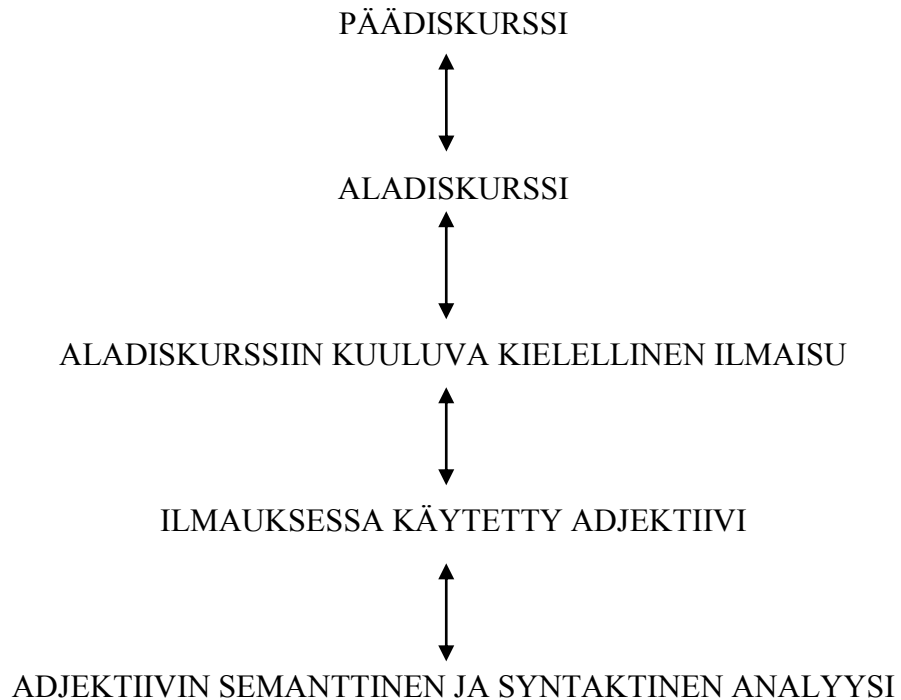 PÄÄDISKURSSI
ALADISKURSSI
ALADISKURSSIIN KUULUVA KIELELLINEN ILMAISU
ILMAUKSESSA KÄYTETTY ADJEKTIIVI
ADJEKTIIVIN SEMANTTINEN JA SYNTAKTINEN ANALYYSI